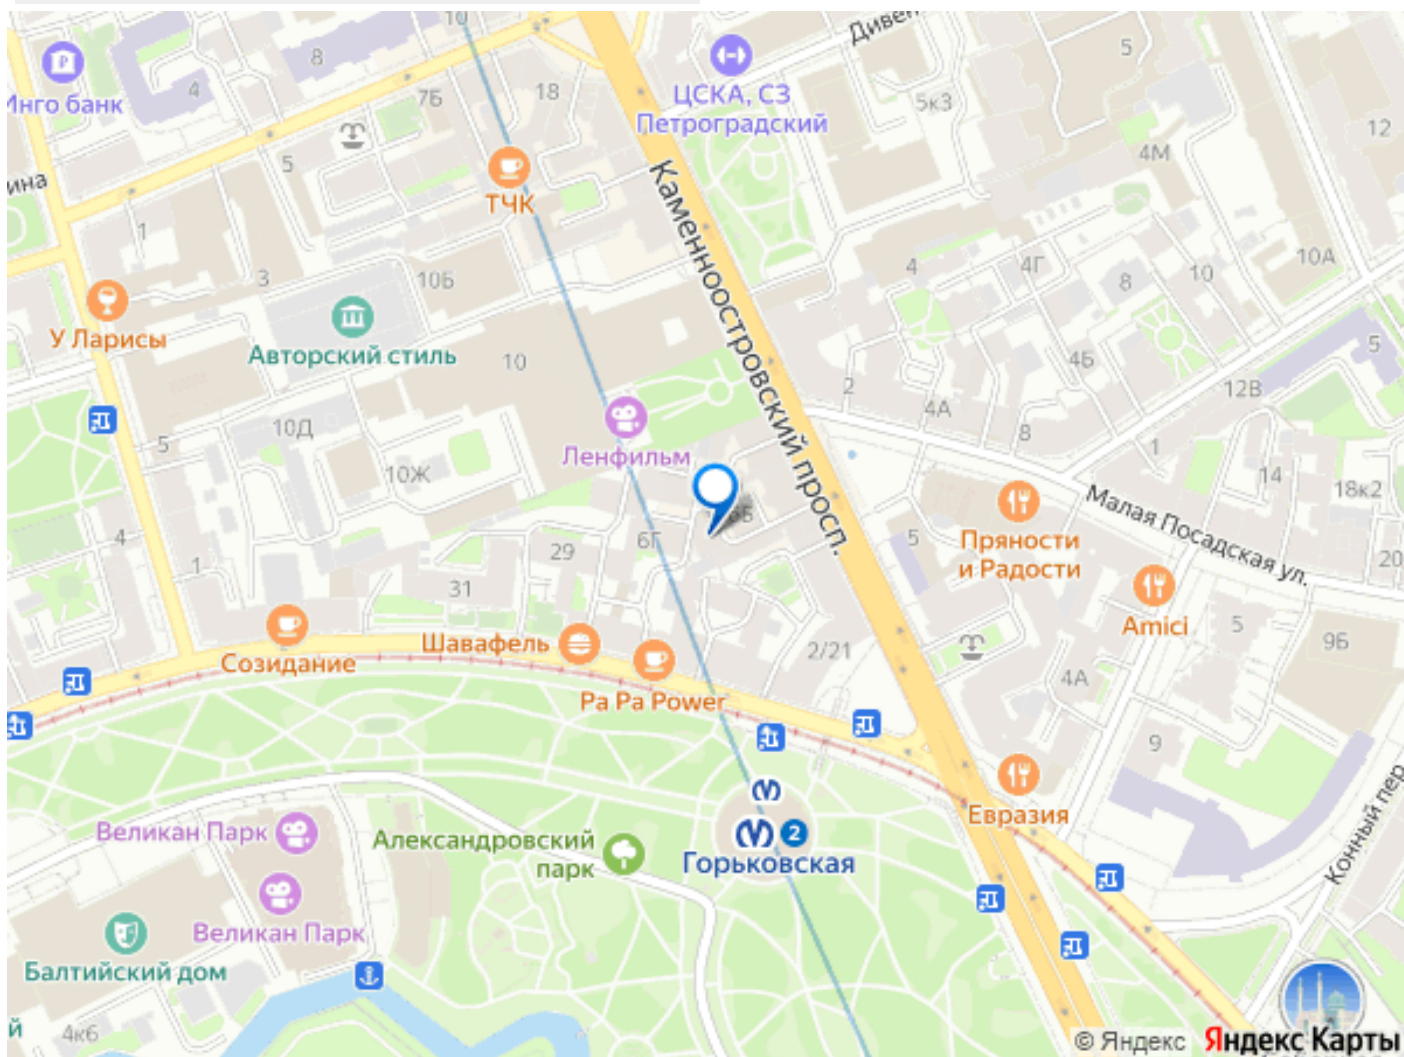 10
Дивен
8
5
Инго банк
4
7Б
18
ЦСКА, СЗ
Петроградский
5к3
12
5
4М
ина
ТЧК
1
3
10Б
4
4Г
8
10
10А
У Ларисы
Авторский стиль
Каменноостровский просп.
10
2
4Б
5
12В
4А
8
5
10Д
Ленфильм
1
14
10Ж
18к2
Малая Посадская ул.
6Б
4
29
6Г
5
Пряности
и Радости
1
31
20
Amici
5
Шавафель
2/21
9Б
Созидание
4А
Pa Pa Power
9
Великан Парк
Александровский
парк
2
Горьковская
Евразия
Конный пер
Великан Парк
Балтийский дом
й
4к6
© Яндекс Яндекс Карты